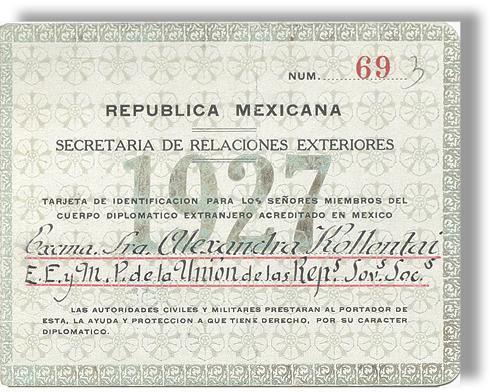 NUM. 69 3
REPUBLICA MEXICANA
SECRETARIA DE RELACIONES EXTERIORES
1927
TARJETA DE IDENTIFICACION PARA LOS SEÑORES MIEMBROS DEL
CUERPO DIPLOMATICO EXTRANJERO ACREDITADO EN MEXICO
Excma. Sra. Alexandra Kollontai
E. E. y M. P. de la Unión de las Reps. Sovs. Socs.
LAS AUTORIDADES CIVILES Y MILITARES PRESTARAN AL PORTADOR DE
ESTA, LA AYUDA Y PROTECCION A QUE TIENE DERECHO, POR SU CARACTER
DIPLOMATICO.